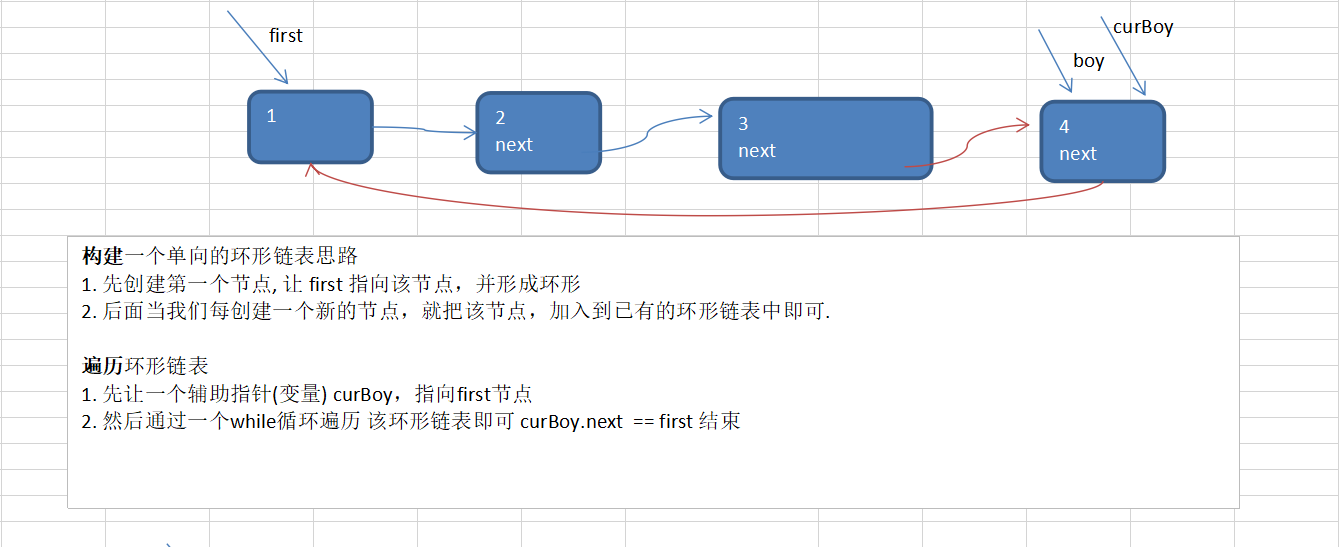 first
curBoy
boy
1
2
next
3
next
4
next
构建一个单向的环形链表思路
1. 先创建第一个节点, 让 first 指向该节点，并形成环形
2. 后面当我们每创建一个新的节点，就把该节点，加入到已有的环形链表中即可.
遍历环形链表
1. 先让一个辅助指针(变量) curBoy，指向first节点
2. 然后通过一个while循环遍历 该环形链表即可 curBoy.next == first 结束